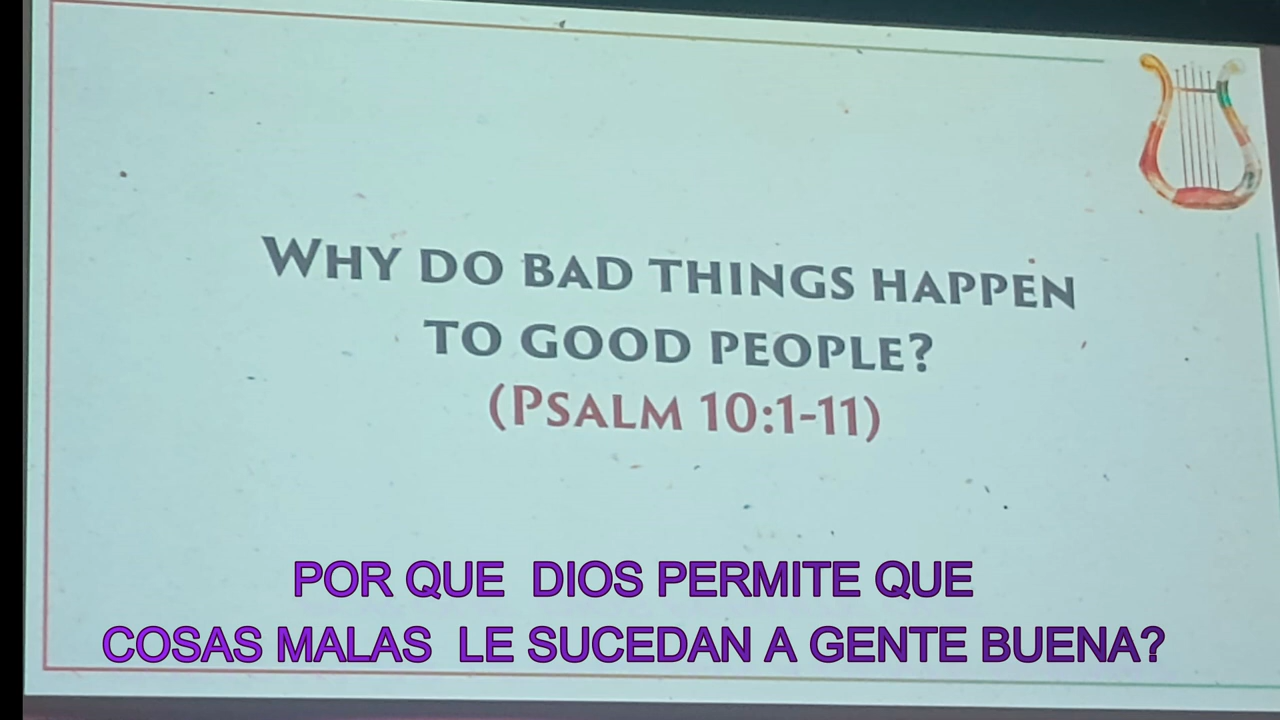 WHY DO BAD THINGS HAPPEN
TO GOOD PEOPLE?
(PSALM 10:1-11)
POR QUE DIOS PERMITE QUE
COSAS MALAS LE SUCEDAN A GENTE BUENA?